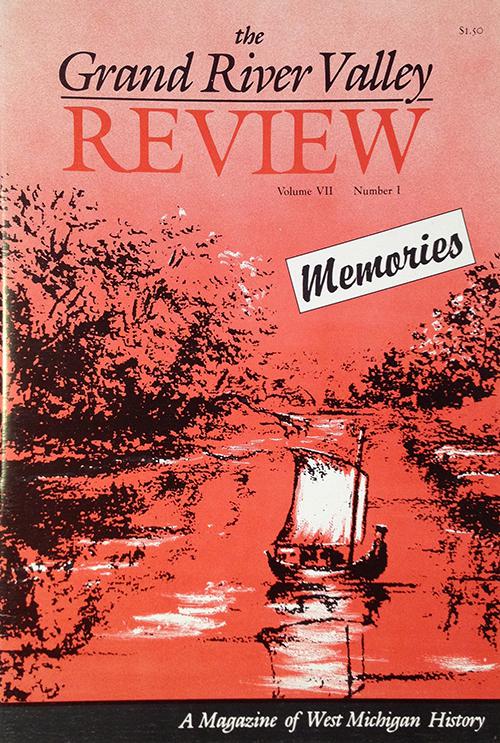 the
$1.50
Grand River Valley
REVIEW
Volume VII Number 1
Memories
A Magazine of West Michigan History